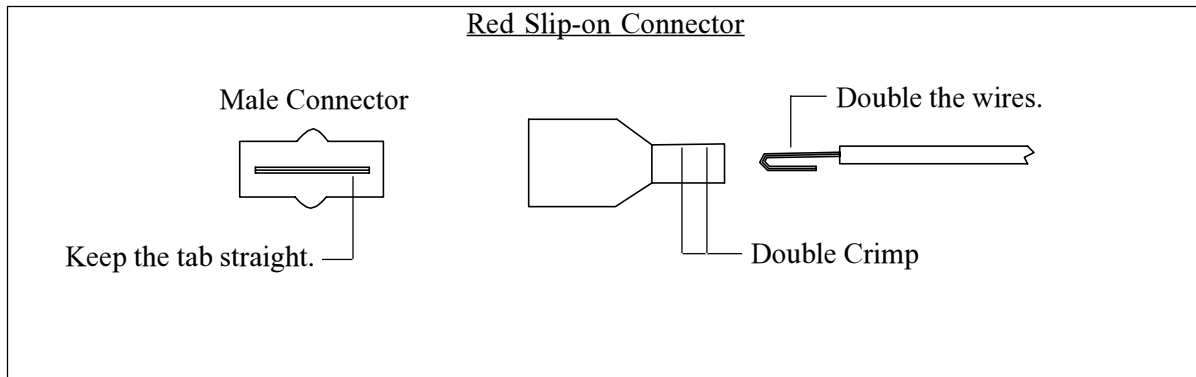 Red Slip-on Connector
Male Connector
Double the wires.
Keep the tab straight.
Double Crimp